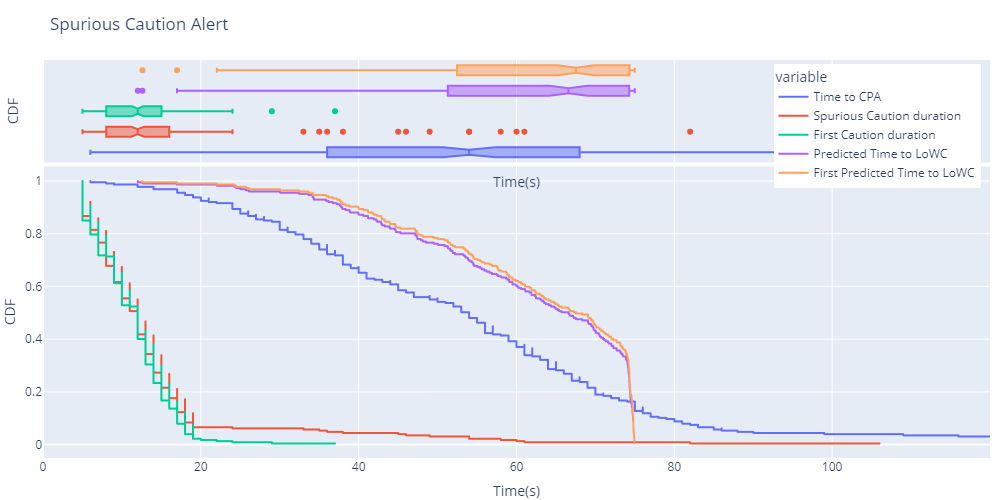 Spurious Caution Alert
CDF
variable
Time to CPA
Spurious Caution duration
First Caution duration
Predicted Time to LoWC
First Predicted Time to LoWC
Time(s)
CDF
1
0.8
0.6
0.4
0.2
0
0 20 40 60 80 100
Time(s)